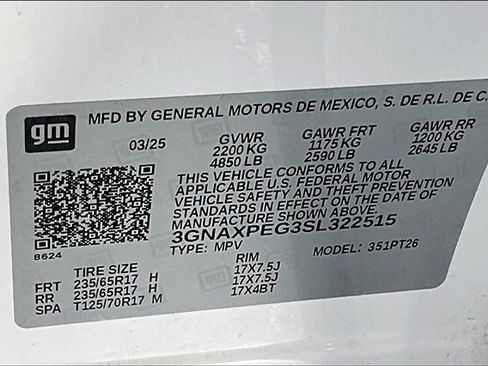 gm
MFD BY GENERAL MOTORS DE MEXICO, S. DE R.L. DE C.
03/25 GVWR GAWR FRT GAWR RR
2200 KG 1175 KG 1200 KG
4850 LB 2590 LB 2645 LB
THIS VEHICLE CONFORMS TO ALL
APPLICABLE U.S. FEDERAL MOTOR
VEHICLE SAFETY AND THEFT PREVENTION
STANDARDS IN EFFECT ON THE DATE OF
MANUFACTURE SHOWN ABOVE.
3GNAXPEG3SL322515
8624
TYPE: MPV MODEL: 351PT26
TIRE SIZE RIM
FRT 235/65R17 H 17X7.5J
RR 235/65R17 H 17X7.5J
SPA T125/70R17 M 17X4BT